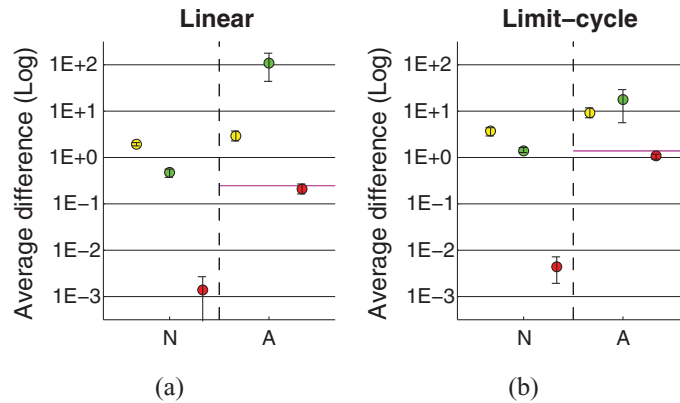 Linear
Average difference (Log)
1E+2
1E+1
1E+0
1E−1
1E−2
1E−3
N A
(a)
Limit−cycle
Average difference (Log)
1E+2
1E+1
1E+0
1E−1
1E−2
1E−3
N A
(b)